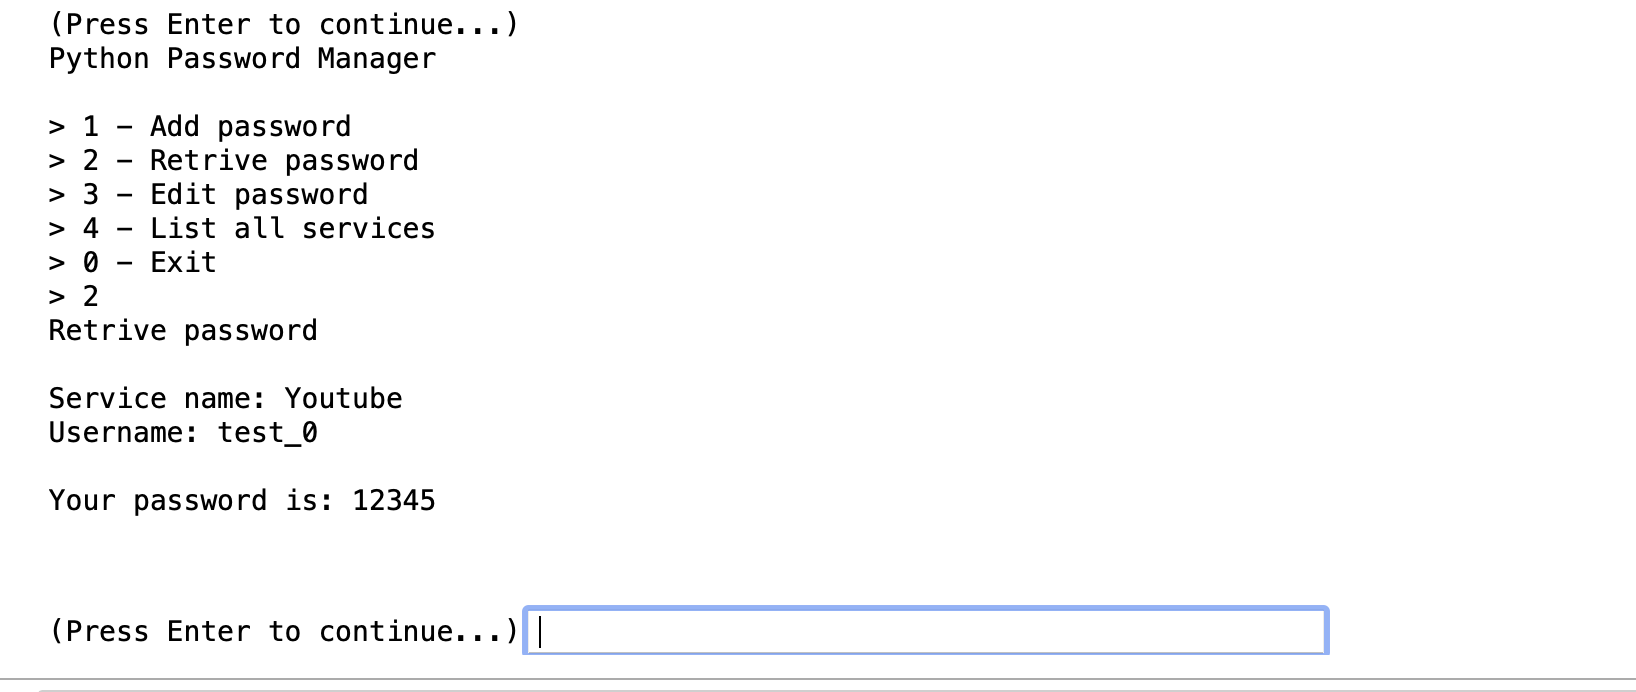 (Press Enter to continue...)
Python Password Manager
> 1 – Add password
> 2 – Retrive password
> 3 – Edit password
> 4 – List all services
> 0 – Exit
> 2
Retrive password
Service name: Youtube
Username: test_0
Your password is: 12345
(Press Enter to continue...)